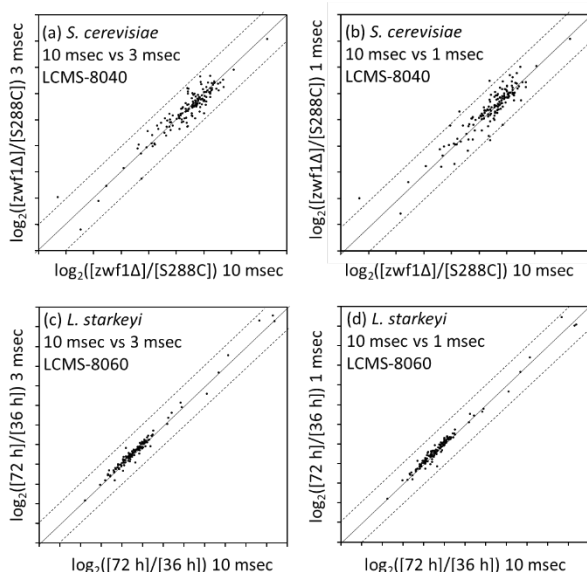 (a) S. cerevisiae
10 msec vs 3 msec
LCMS-8040
log₂([zwf1Δ]/[S288C]) 3 msec
log₂([zwf1Δ]/[S288C]) 10 msec
(b) S. cerevisiae
10 msec vs 1 msec
LCMS-8040
log₂([zwf1Δ]/[S288C]) 1 msec
log₂([zwf1Δ]/[S288C]) 10 msec
(c) L. starkeyi
10 msec vs 3 msec
LCMS-8060
log₂([72 h]/[36 h]) 3 msec
log₂([72 h]/[36 h]) 10 msec
(d) L. starkeyi
10 msec vs 1 msec
LCMS-8060
log₂([72 h]/[36 h]) 1 msec
log₂([72 h]/[36 h]) 10 msec